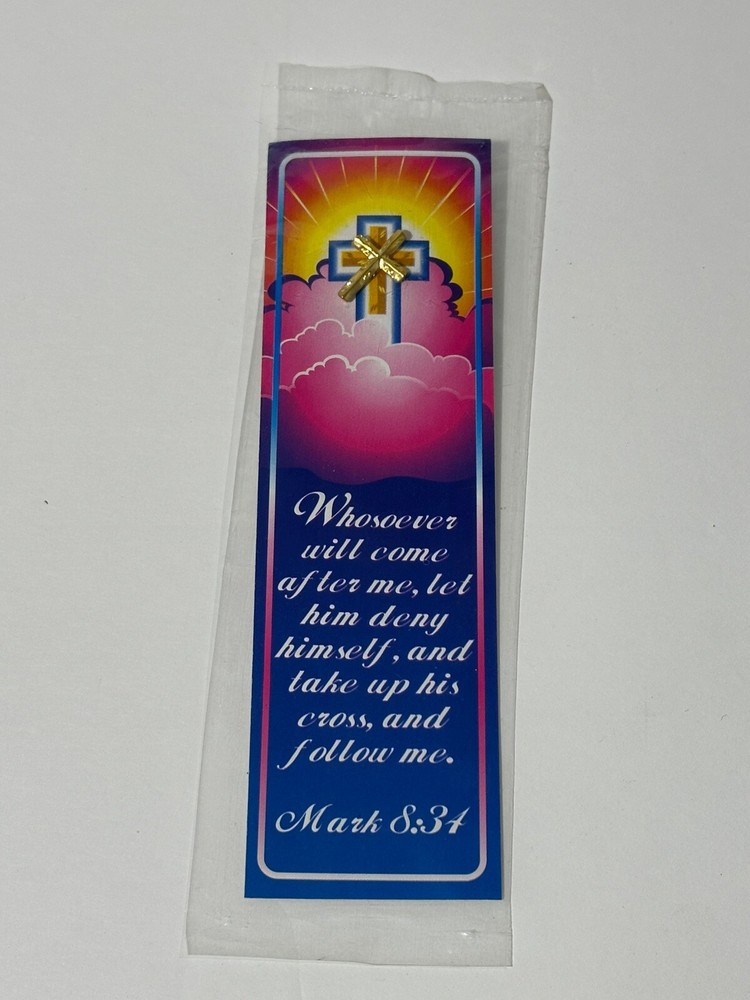 Whosoever
will come
after me, let
him deny
himself, and
take up his
cross, and
follow me.
Mark 8:34